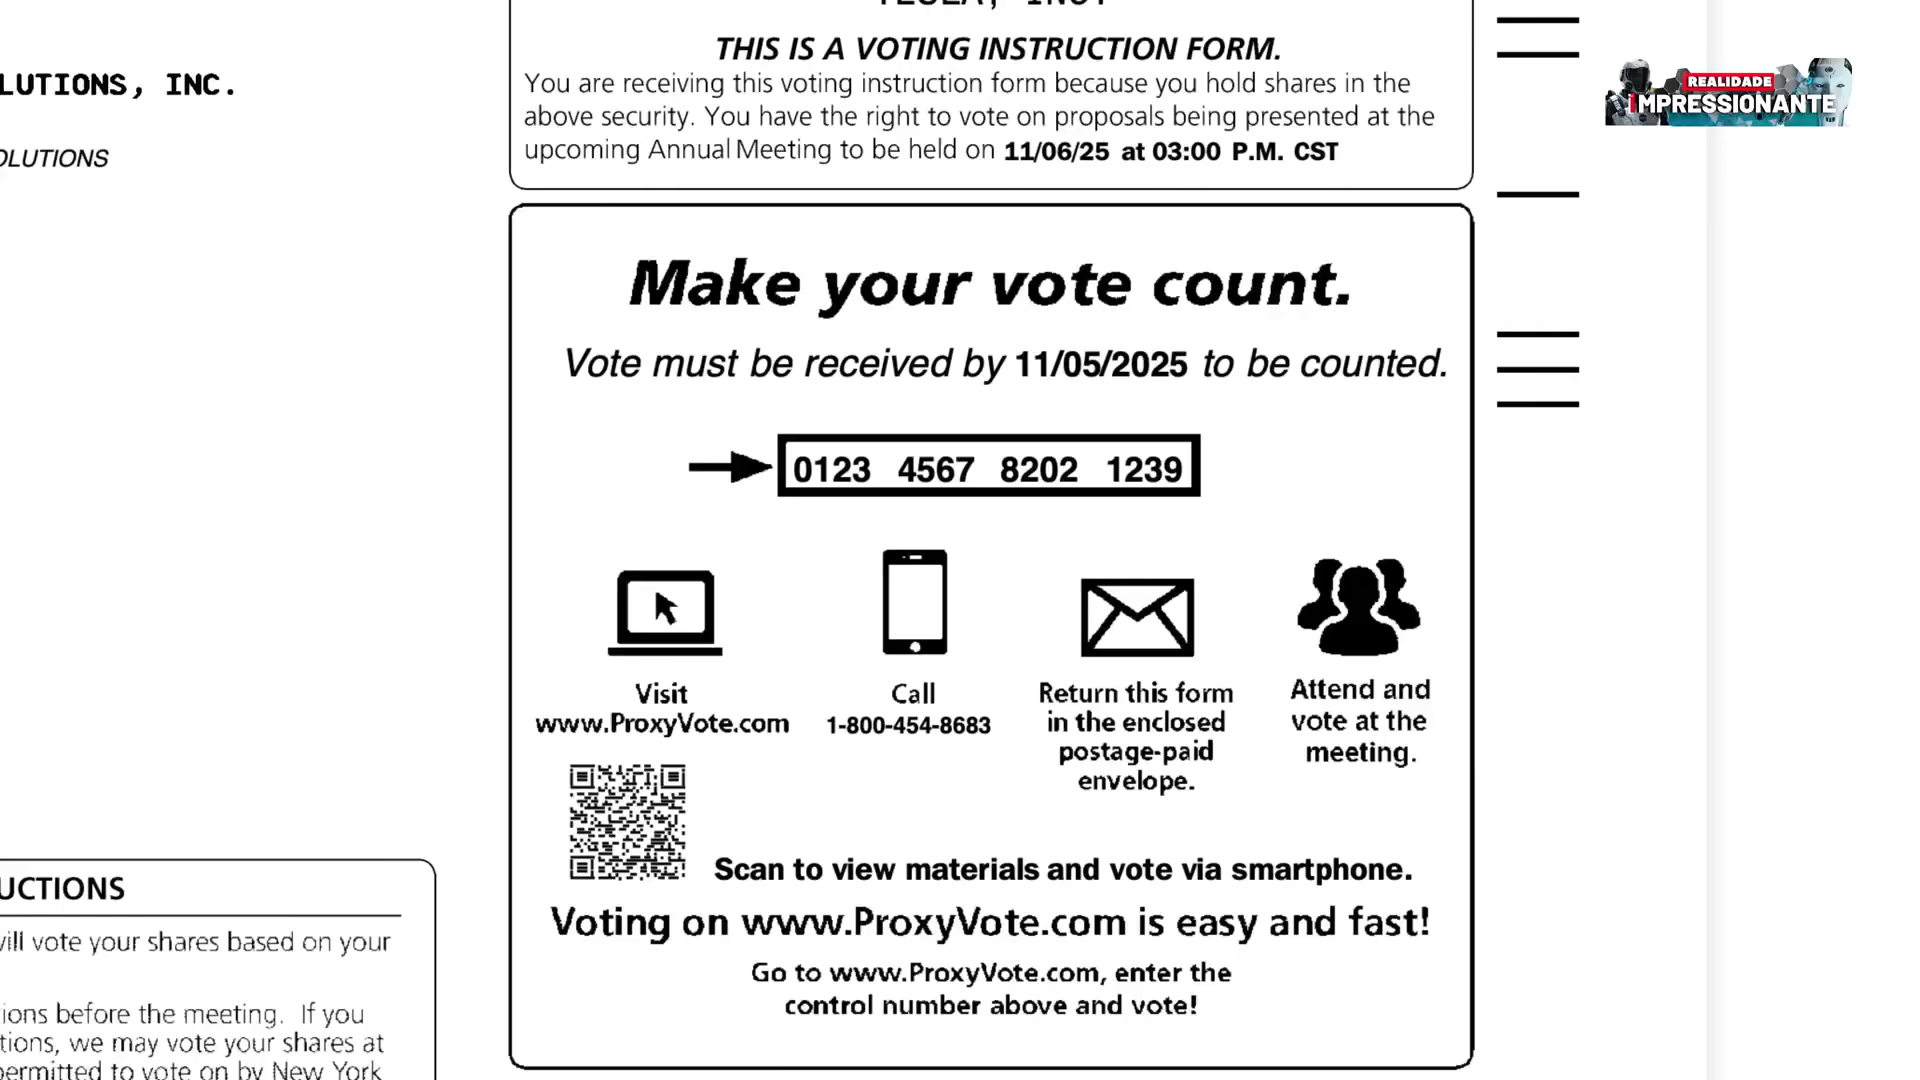 TESLA, INC.
THIS IS A VOTING INSTRUCTION FORM.
You are receiving this voting instruction form because you hold shares in the
above security. You have the right to vote on proposals being presented at the
upcoming Annual Meeting to be held on 11/06/25 at 03:00 P.M. CST
LUTIONS, INC.
OLUTIONS
REALIDADE
IMPRESSIONANTE
Make your vote count.
Vote must be received by 11/05/2025 to be counted.
0123 4567 8202 1239
Visit
www.ProxyVote.com
Call
1-800-454-8683
Return this form
in the enclosed
postage-paid
envelope.
Attend and
vote at the
meeting.
Scan to view materials and vote via smartphone.
Voting on www.ProxyVote.com is easy and fast!
Go to www.ProxyVote.com, enter the
control number above and vote!
UCTIONS
will vote your shares based on your
tions before the meeting. If you
tions, we may vote your shares at
permitted to vote on by New York